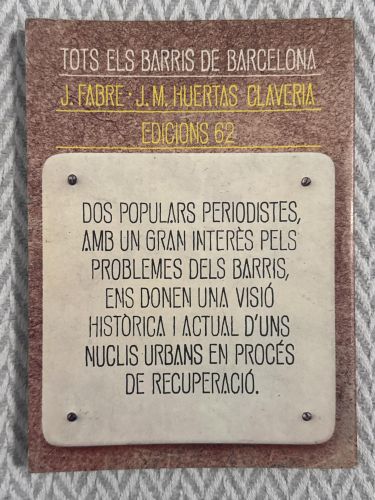 TOTS ELS BARRIS DE BARCELONA
J. FABRE · J. M. HUERTAS CLAVERIA
EDICIONS 62
DOS POPULARS PERIODISTES,
AMB UN GRAN INTERÈS PELS
PROBLEMES DELS BARRIS,
ENS DONEN UNA VISIÓ
HISTÒRICA I ACTUAL D'UNS
NUCLIS URBANS EN PROCÉS
DE RECUPERACIÓ.